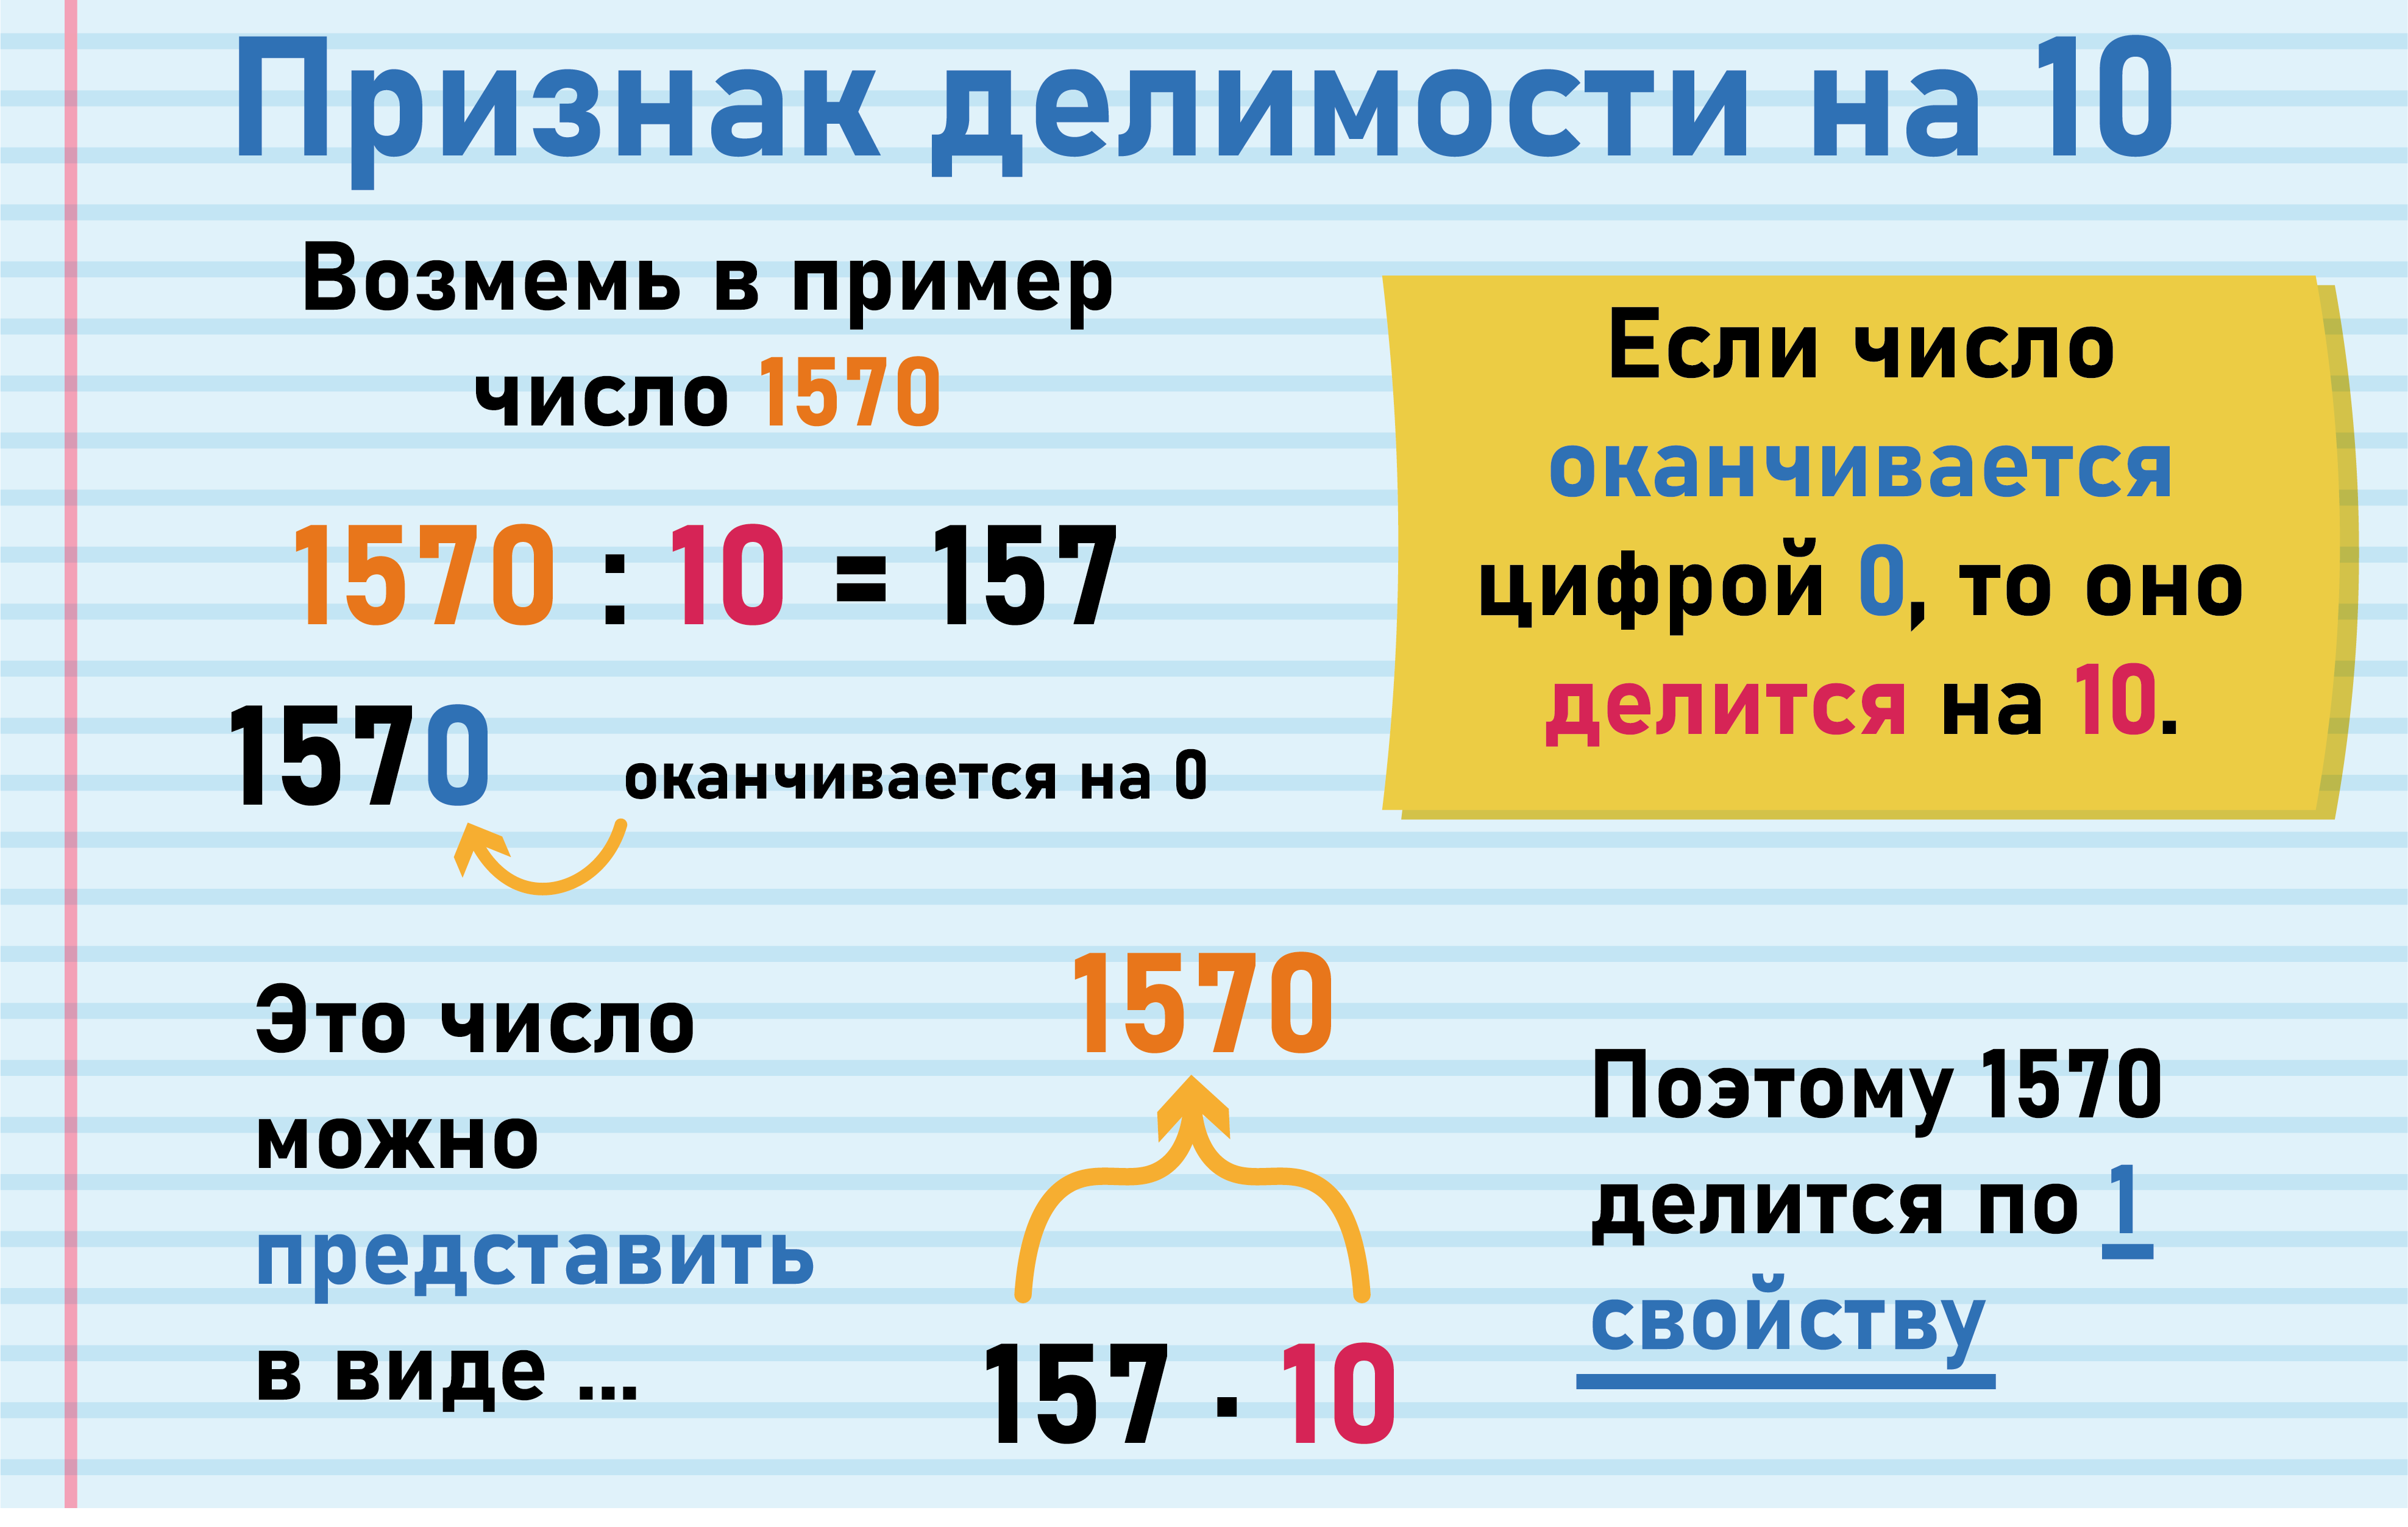 Признак делимости на 10
Возмемь в пример
число 1570
1570 : 10 = 157
1570
оканчивается на 0
Если число
оканчивается
цифрой 0, то оно
делится на 10.
Это число
можно
представить
в виде ...
1570
157 · 10
Поэтому 1570
делится по 1
свойству